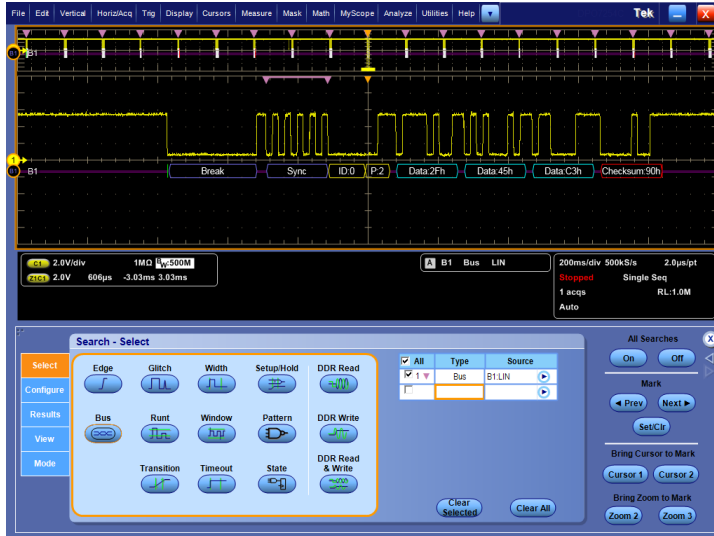 File Edit Vertical Horiz/Acq Trig Display Cursors Measure Mask Math MyScope Analyze Utilities Help Tek X
B1 B1
1
B1 B1 Break Sync ID:0 P:2 Data:2Fh Data:45h Data:C3h Checksum:90h
C1 2.0V/div 1MΩ BW:500M
Z1C1 2.0V 606µs -3.03ms 3.03ms
A B1 Bus LIN
200ms/div 500kS/s 2.0µs/pt
Stopped Single Seq
1 acqs RL:1.0M
Auto
Search - Select
Select
Configure
Results
View
Mode
Edge Glitch Width Setup/Hold DDR Read
Bus Runt Window Pattern DDR Write
Transition Timeout State DDR Read
& Write
All Type Source
1 Bus B1:LIN
Clear
Selected
Clear All
All Searches X
On Off
Mark
Prev Next
Set/Clr
Bring Cursor to Mark
Cursor 1 Cursor 2
Bring Zoom to Mark
Zoom 2 Zoom 3